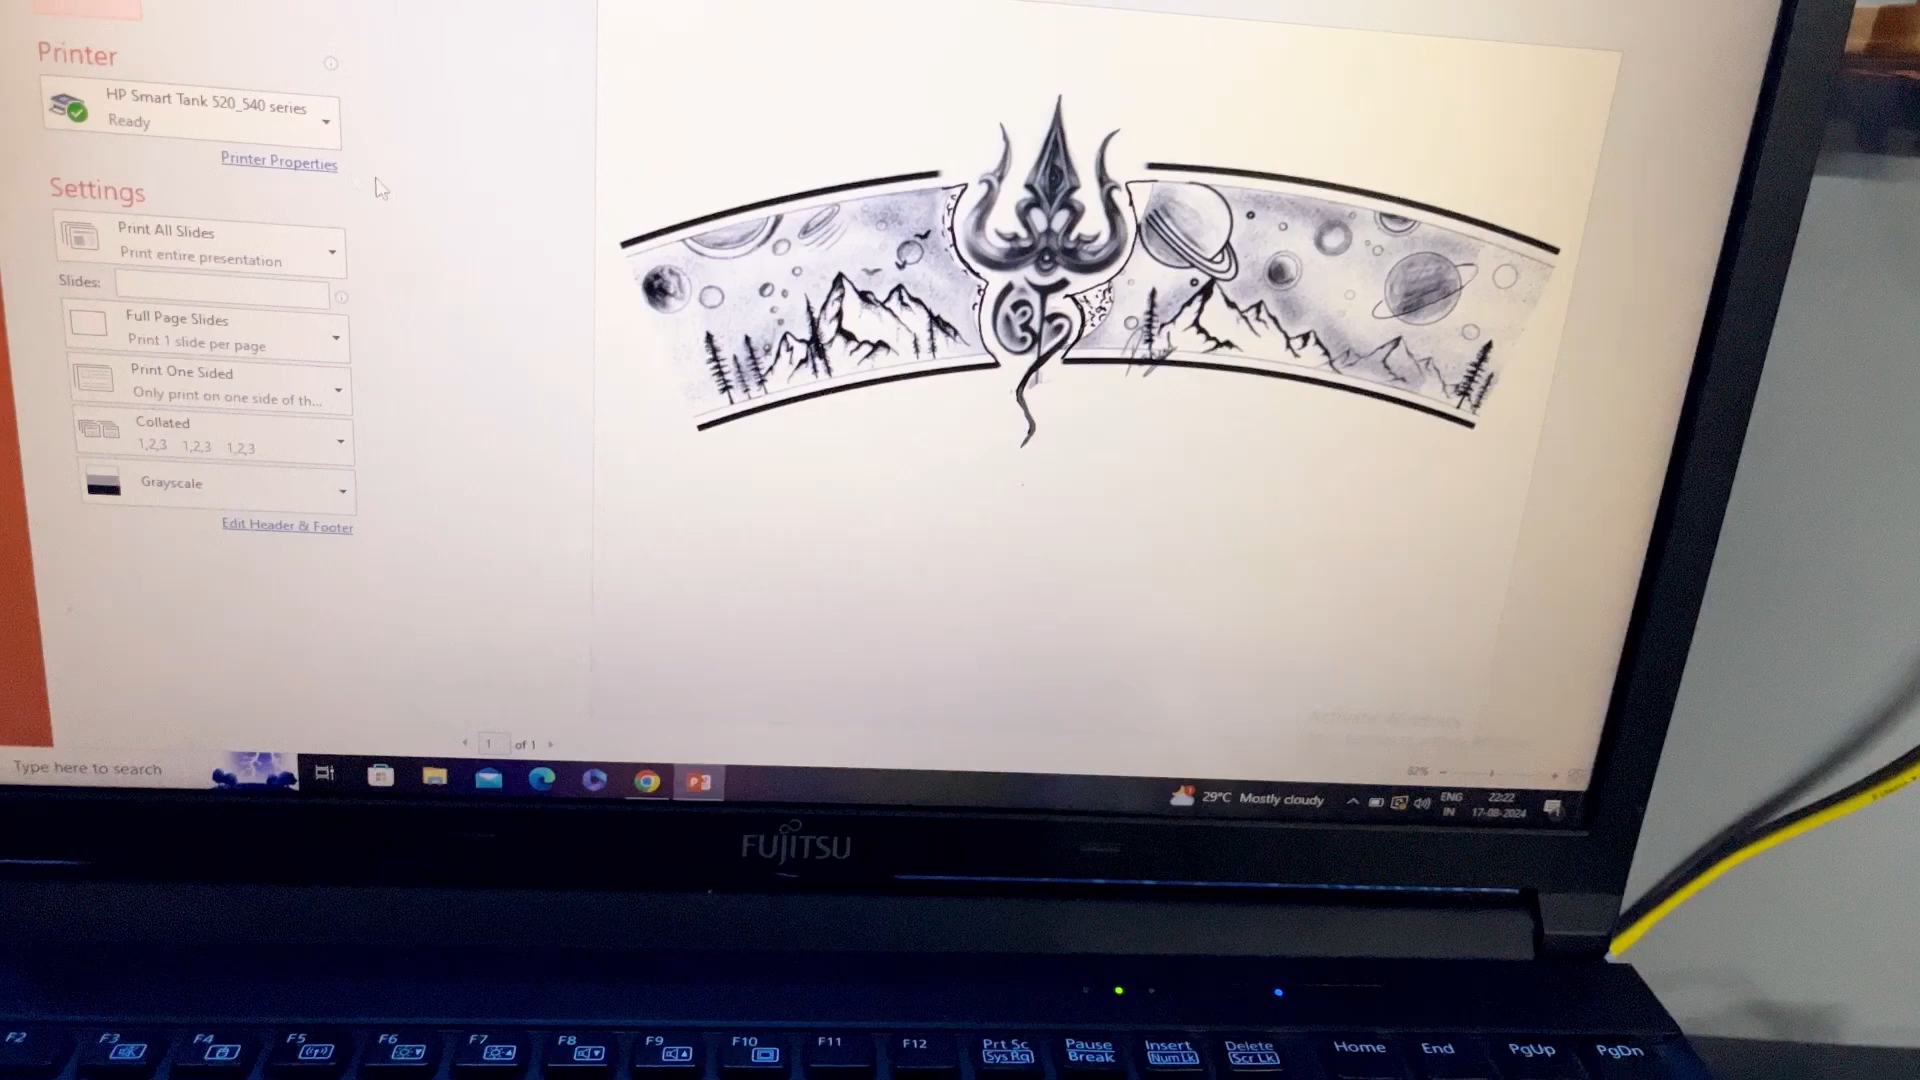 Printer
HP Smart Tank 520_540 series
Ready
Printer Properties
Settings
Print All Slides
Print entire presentation
Slides:
Full Page Slides
Print 1 slide per page
Print One Sided
Only print on one side of th...
Collated
1,2,3 1,2,3 1,2,3
Grayscale
Edit Header & Footer
ॐ
1 of 1
Activate Windows
82%
Type here to search
29°C Mostly cloudy
ENG
IN
22:22
17-08-2024
FUJITSU
F2 F3 F4 F5 F6 F7 F8 F9 F10 F11 F12 Prt Sc Pause Insert Delete Home End PgUp PgDn
Sys Rq Break Num Lk Scr Lk